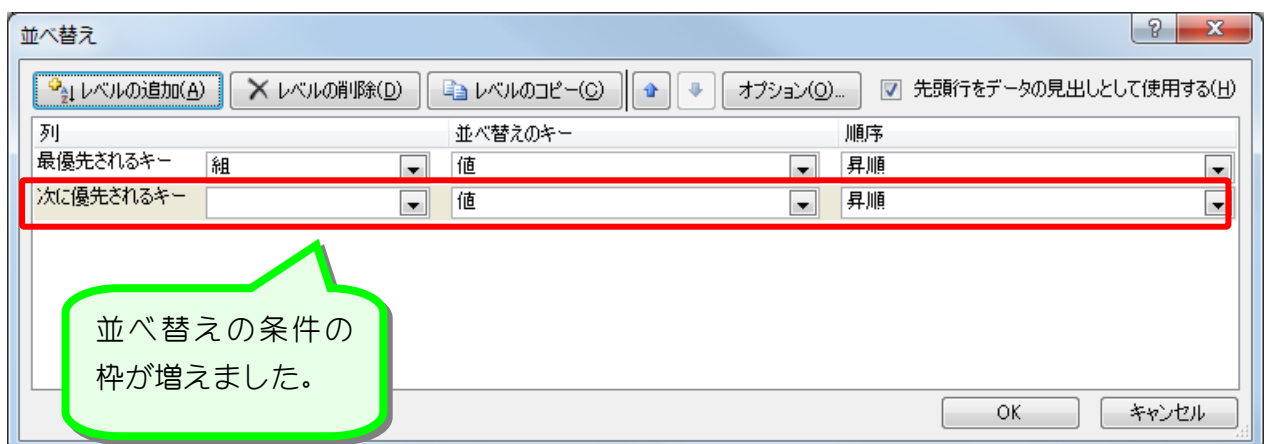 並べ替え
レベルの追加(A) レベルの削除(D) レベルのコピー(C) オプション(O)... 先頭行をデータの見出しとして使用する(H)
列 並べ替えのキー 順序
最優先されるキー 組 値 昇順
次に優先されるキー 値 昇順
並べ替えの条件の
枠が増えました。
OK キャンセル